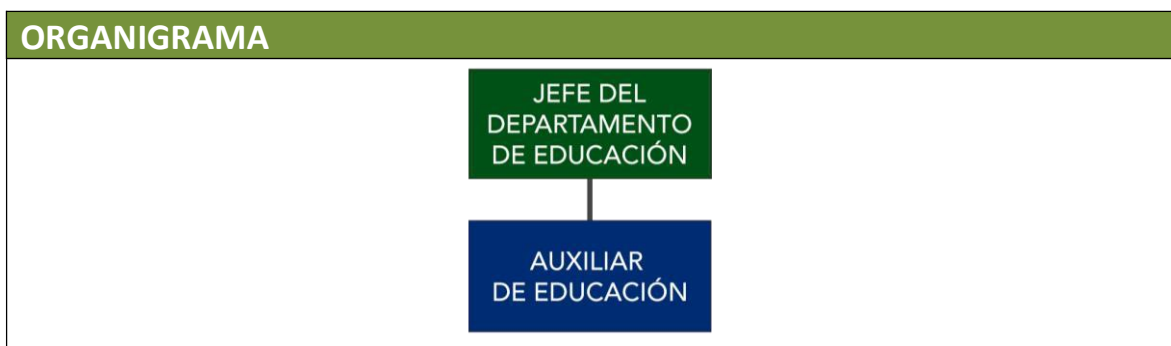 ORGANIGRAMA
JEFE DEL
DEPARTAMENTO
DE EDUCACIÓN
AUXILIAR
DE EDUCACIÓN